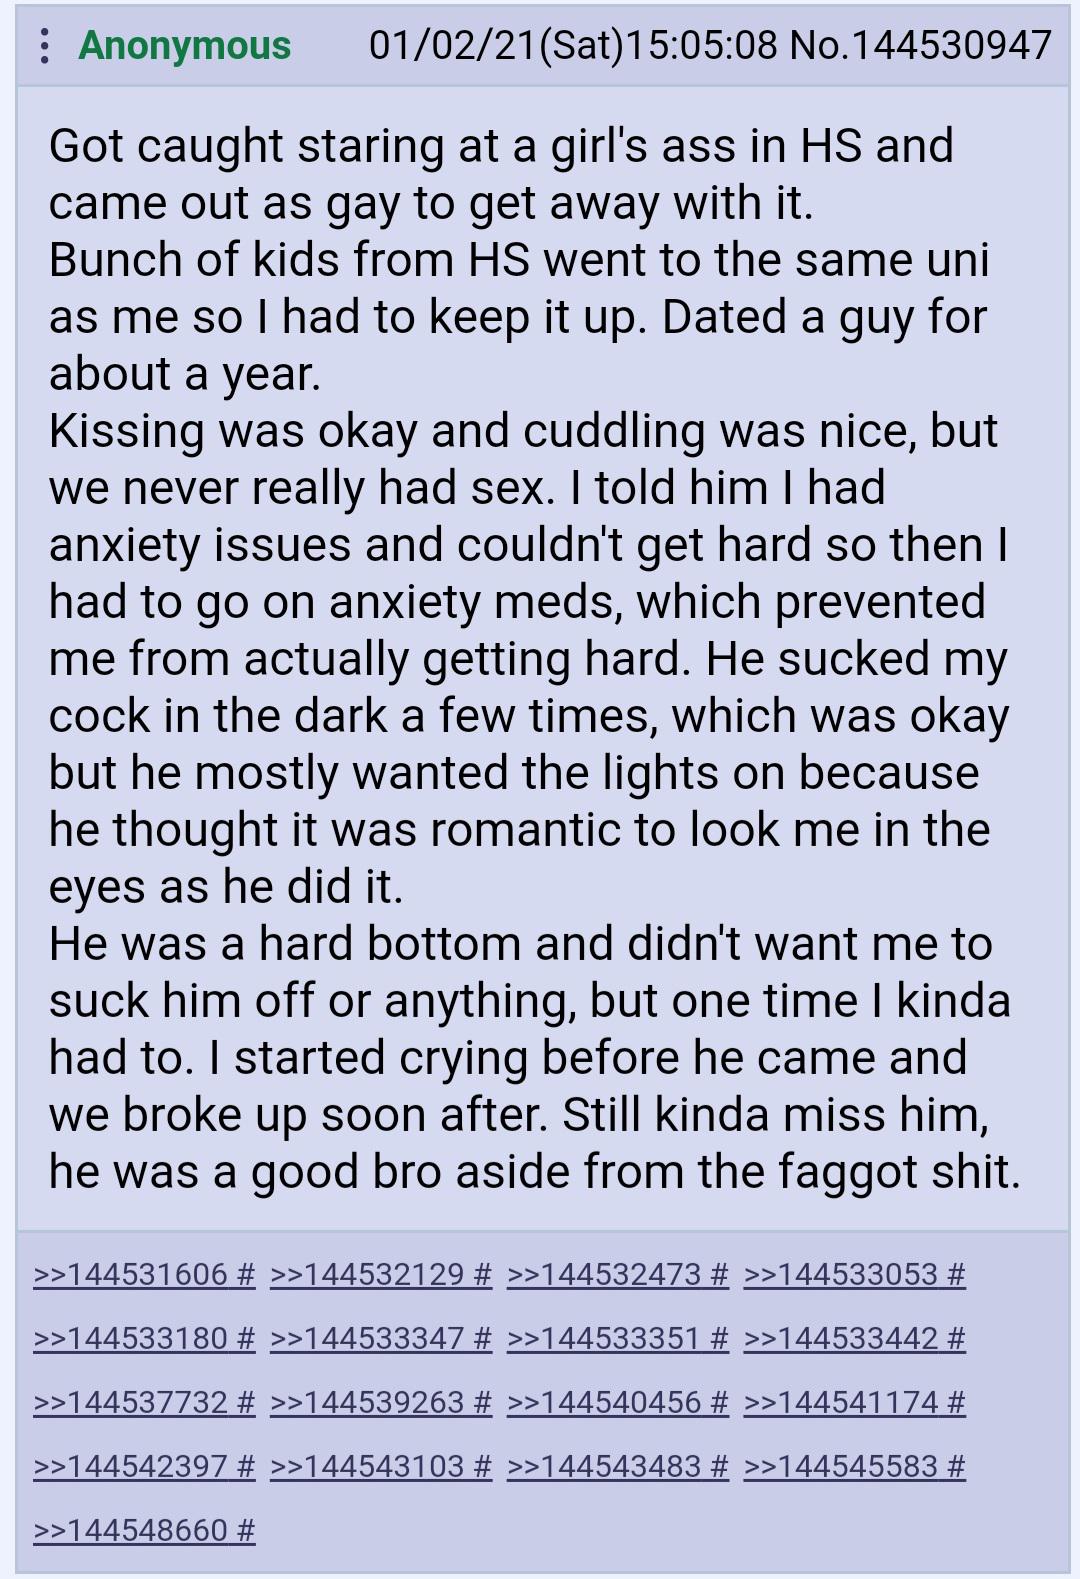 Anonymous 01/02/21(Sat)15:05:08 No.144530947
Got caught staring at a girl's ass in HS and
came out as gay to get away with it.
Bunch of kids from HS went to the same uni
as me so I had to keep it up. Dated a guy for
about a year.
Kissing was okay and cuddling was nice, but
we never really had sex. I told him I had
anxiety issues and couldn't get hard so then I
had to go on anxiety meds, which prevented
me from actually getting hard. He sucked my
cock in the dark a few times, which was okay
but he mostly wanted the lights on because
he thought it was romantic to look me in the
eyes as he did it.
He was a hard bottom and didn't want me to
suck him off or anything, but one time I kinda
had to. I started crying before he came and
we broke up soon after. Still kinda miss him,
he was a good bro aside from the faggot shit.
>>144531606 # >>144532129 # >>144532473 # >>144533053 #
>>144533180 # >>144533347 # >>144533351 # >>144533442 #
>>144537732 # >>144539263 # >>144540456 # >>144541174 #
>>144542397 # >>144543103 # >>144543483 # >>144545583 #
>>144548660 #